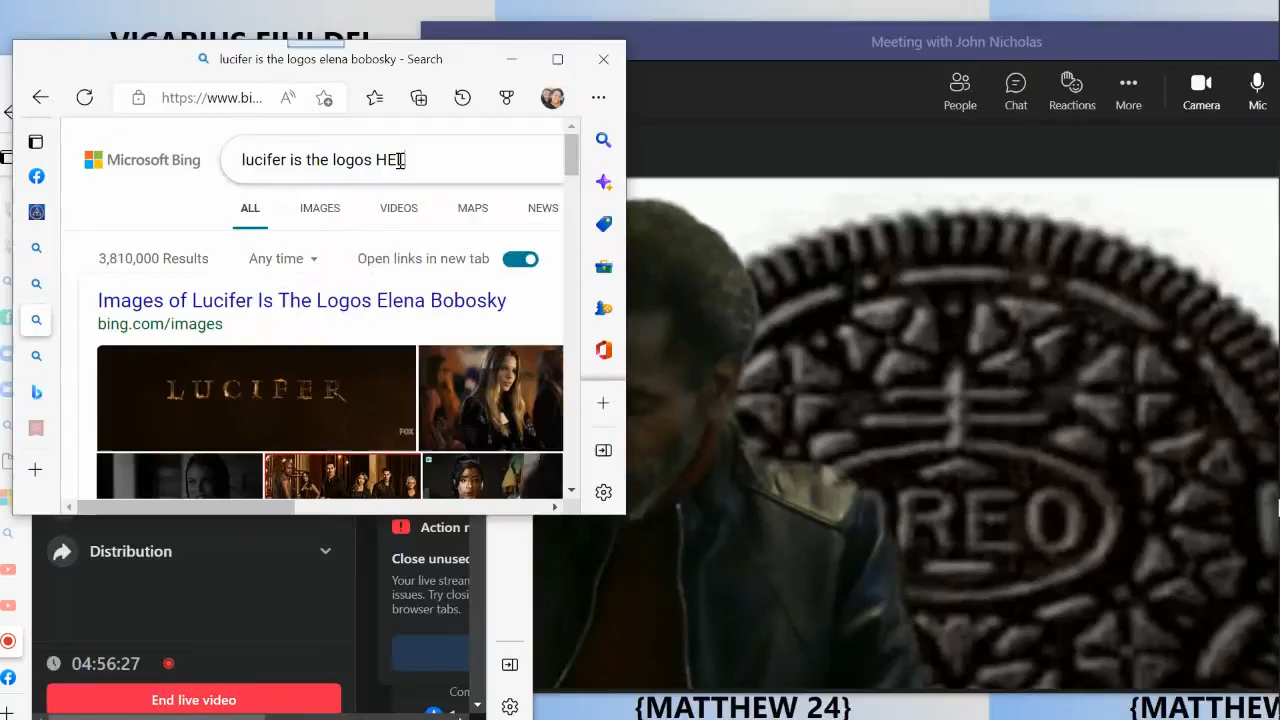 VICARIUS FILII DEI
lucifer is the logos elena bobosky - Search
Meeting with John Nicholas
https://www.bi...
People
Chat
Reactions
More
Camera
Mic
Microsoft Bing
lucifer is the logos HE
ALL
IMAGES
VIDEOS
MAPS
NEWS
3,810,000 Results
Any time
Open links in new tab
Images of Lucifer Is The Logos Elena Bobosky
bing.com/images
LUCIFER
FOX
REO
Action
Distribution
Close unused
Your live
issues. Try
browser tabs.
04:56:27
End live video
{MATTHEW 24}
{MATTHEW